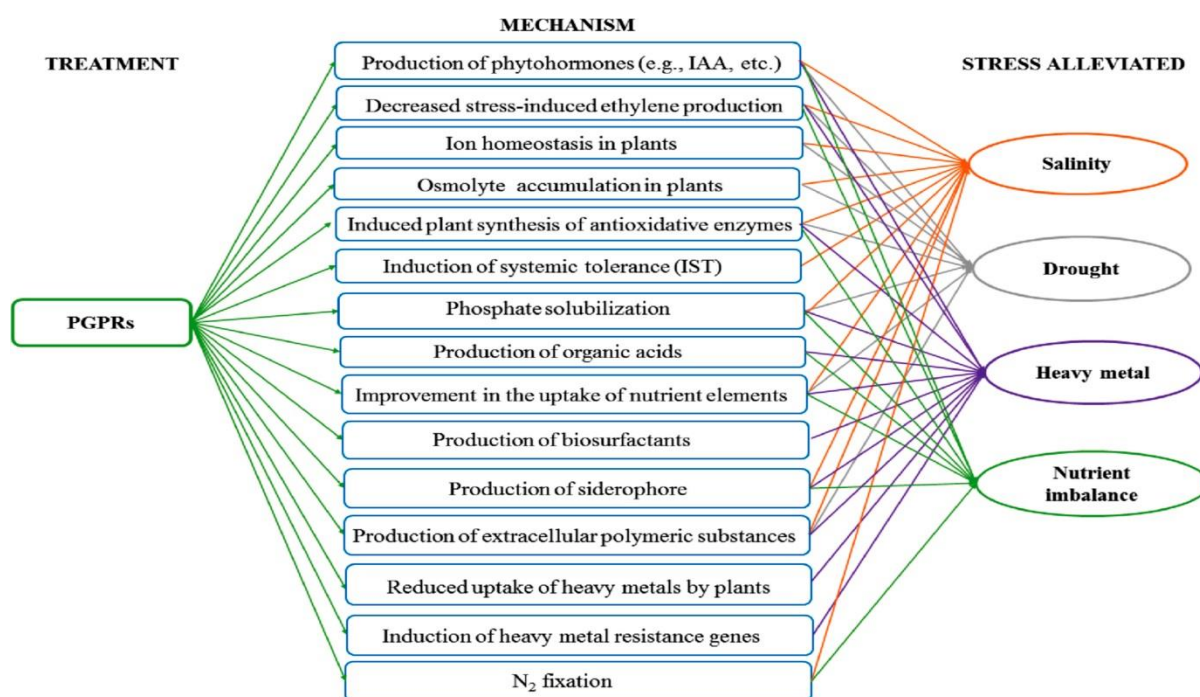 MECHANISM
TREATMENT
STRESS ALLEVIATED
Production of phytohormones (e.g., IAA, etc.)
Decreased stress-induced ethylene production
Ion homeostasis in plants
Osmolyte accumulation in plants
Induced plant synthesis of antioxidative enzymes
Induction of systemic tolerance (IST)
Phosphate solubilization
Production of organic acids
Improvement in the uptake of nutrient elements
Production of biosurfactants
Production of siderophore
Production of extracellular polymeric substances
Reduced uptake of heavy metals by plants
Induction of heavy metal resistance genes
N₂ fixation
PGPRs
Salinity
Drought
Heavy metal
Nutrient
imbalance